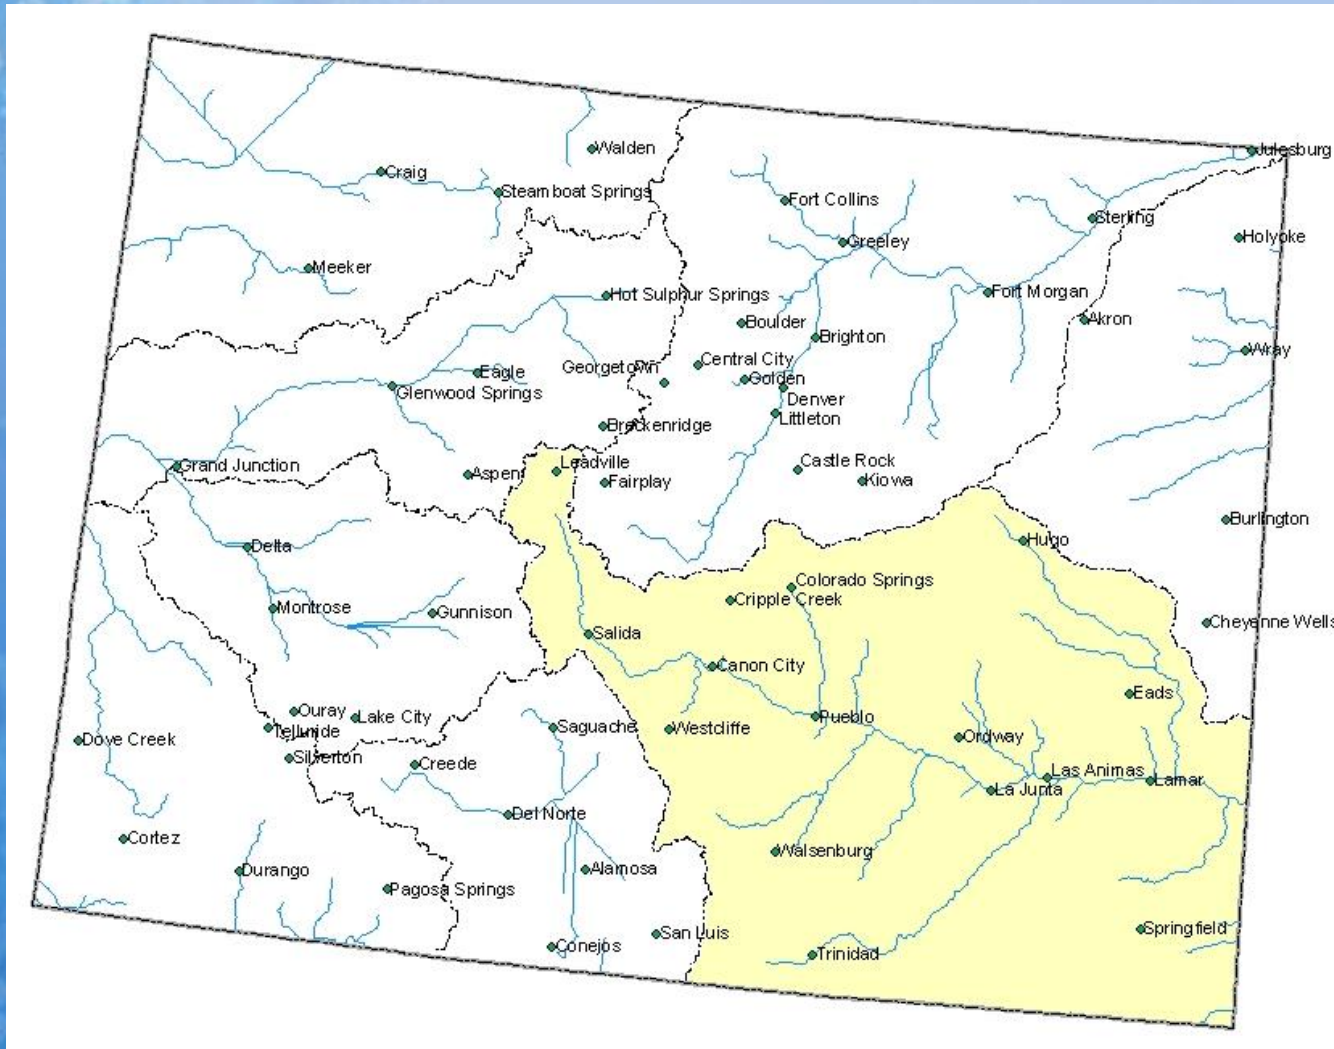 Julesburg
Walden
Craig
Steamboat Springs
Fort Collins
Sterling
Holyoke
Greeley
Meeker
Hot Sulphur Springs
Fort Morgan
Akron
Boulder
Brighton
Wray
Central City
Georgetown
Eagle
Golden
Glenwood Springs
Denver
Littleton
Breckenridge
Castle Rock
Leadville
Grand Junction
Aspen
Fairplay
Kiowa
Burlington
Hugo
Delta
Colorado Springs
Cripple Creek
Montrose
Gunnison
Cheyenne Wells
Salida
Canon City
Eads
Ouray
Lake City
Pueblo
Telluride
Saguache
Westcliffe
Ordway
Dove Creek
Silverton
Creede
Las Animas
Lamar
La Junta
Del Norte
Cortez
Walsenburg
Durango
Alamosa
Pagosa Springs
Springfield
San Luis
Conejos
Trinidad